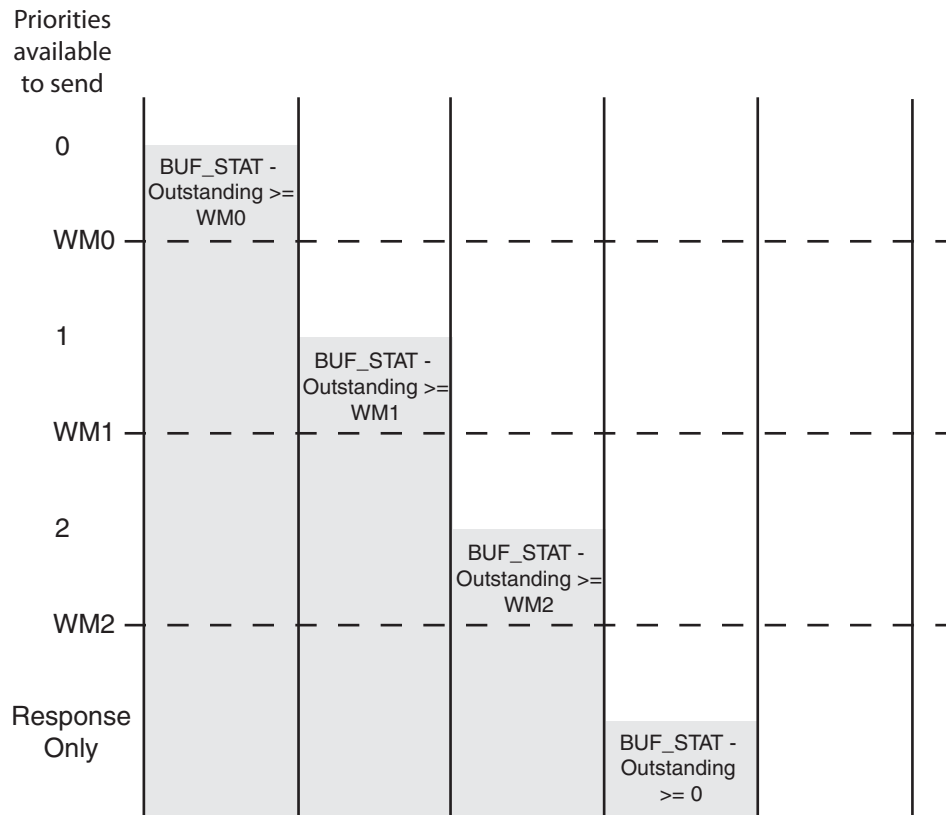 Priorities
available
to send
0
BUF_STAT -
Outstanding >=
WM0
WM0
1
BUF_STAT -
Outstanding >=
WM1
WM1
2
BUF_STAT -
Outstanding >=
WM2
WM2
Response
Only
BUF_STAT -
Outstanding
>= 0